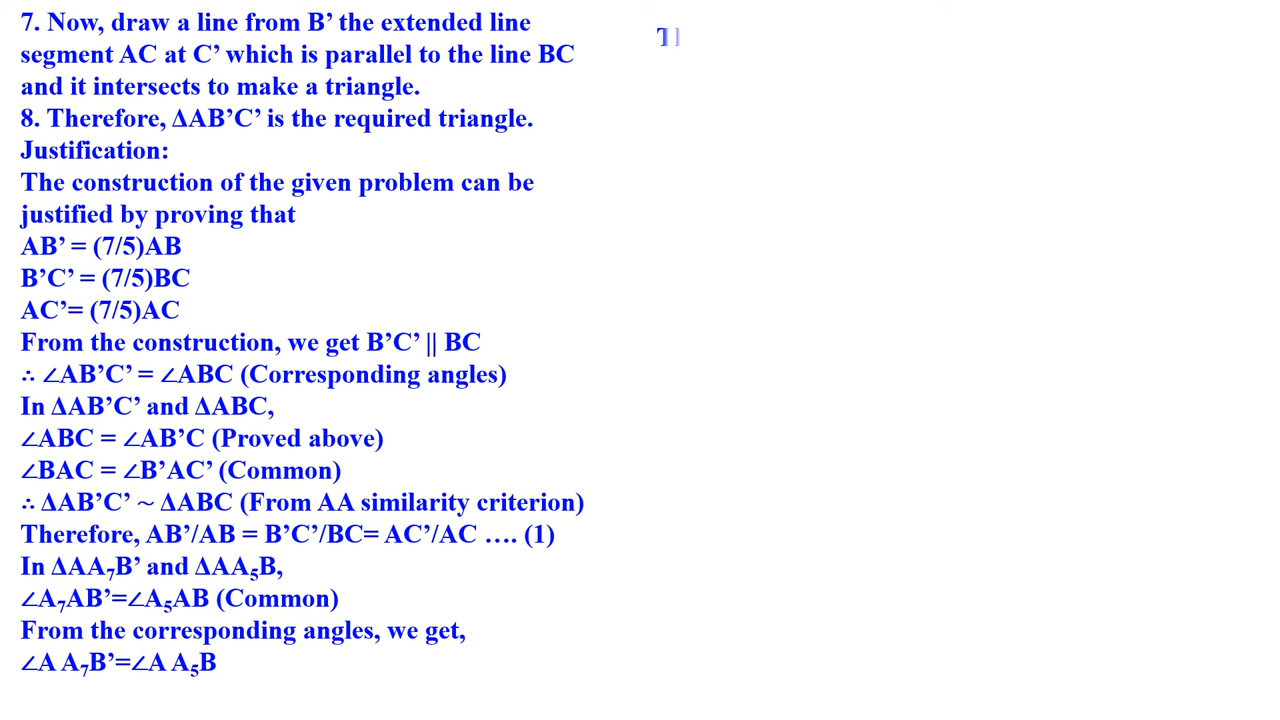 7. Now, draw a line from B’ the extended line
segment AC at C’ which is parallel to the line BC
and it intersects to make a triangle.
8. Therefore, ΔAB’C’ is the required triangle.
Justification:
The construction of the given problem can be
justified by proving that
AB’ = (7/5)AB
B’C’ = (7/5)BC
AC’= (7/5)AC
From the construction, we get B’C’ || BC
∴ ∠AB’C’ = ∠ABC (Corresponding angles)
In ΔAB’C’ and ΔABC,
∠ABC = ∠AB’C (Proved above)
∠BAC = ∠B’AC’ (Common)
∴ ΔAB’C’ ~ ΔABC (From AA similarity criterion)
Therefore, AB’/AB = B’C’/BC= AC’/AC …. (1)
In ΔAA₇B’ and ΔAA₅B,
∠A₇AB’=∠A₅AB (Common)
From the corresponding angles, we get,
∠A A₇B’=∠A A₅B